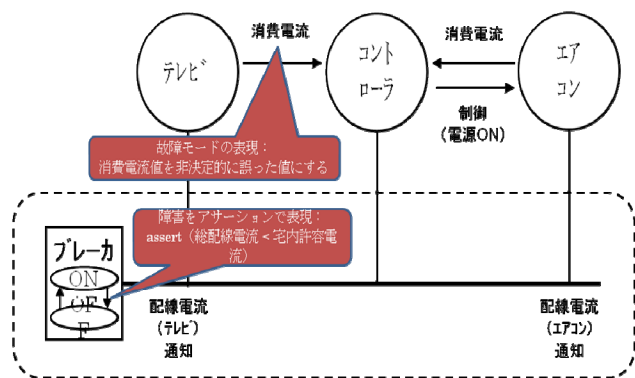 消費電流
消費電流
テレビ
コント
ローラ
エア
コン
制御
(電源ON)
故障モードの表現：
消費電流値を非決定的に誤った値にする
障害をアサーションで表現：
assert（総配線電流＜宅内許容電
流）
ブレーカ
ON
OF
F
配線電流
(テレビ)
通知
配線電流
(エアコン)
通知